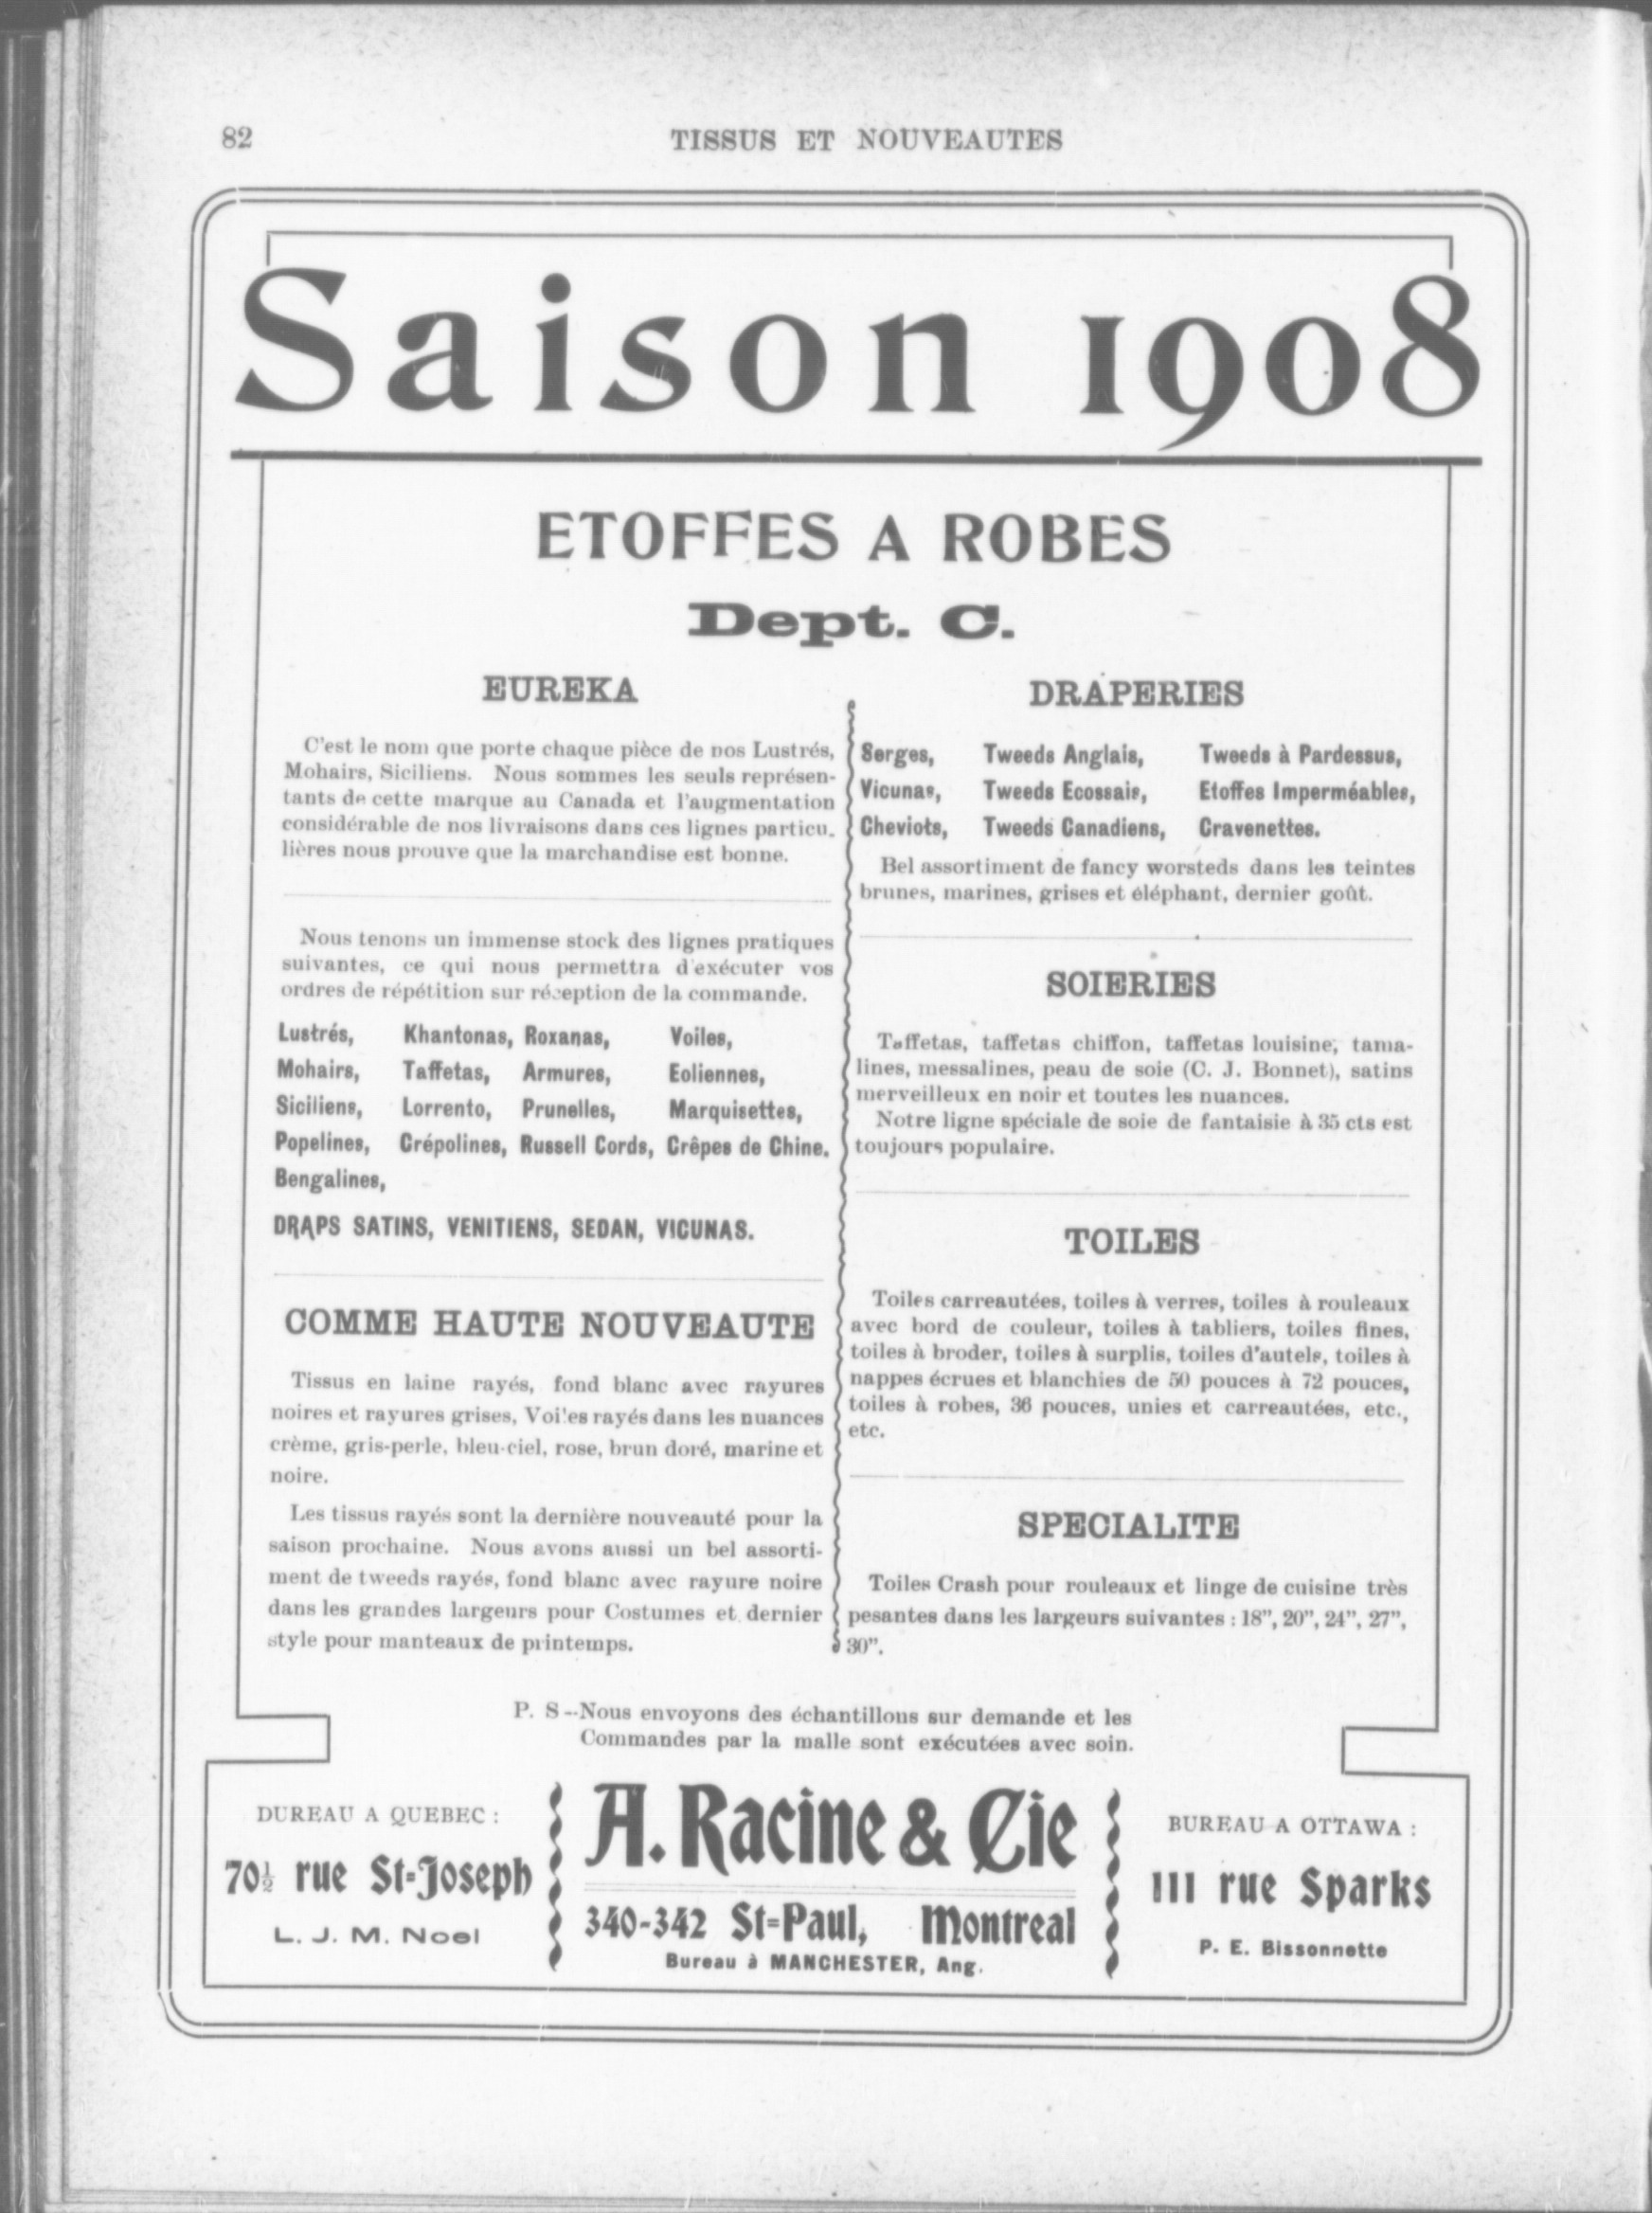 82
TISSUS ET NOUVEAUTES
Saison 1908
ETOFFES A ROBES
Dept. C.
EUREKA
C'est le nom que porte chaque pièce de nos Lustrés,
Mohairs, Siciliens. Nous sommes les seuls représen-
tants de cette marque au Canada et l'augmentation
considérable de nos livraisons dans ces lignes particu-
lières nous prouve que la marchandise est bonne.
Nous tenons un immense stock des lignes pratiques
suivantes, ce qui nous permettra d'exécuter vos
ordres de répétition sur réception de la commande.
Lustrés, Khantonas, Roxanas, Voiles,
Mohairs, Taffetas, Armures, Eoliennes,
Siciliens, Lorrento, Prunelles, Marquisettes,
Popelines, Crépolines, Russell Cords, Crêpes de Chine.
Bengalines,
DRAPS SATINS, VENITIENS, SEDAN, VICUNAS.
COMME HAUTE NOUVEAUTE
Tissus en laine rayés, fond blanc avec rayures
noires et rayures grises, Voiles rayés dans les nuances
crème, gris-perle, bleu-ciel, rose, brun doré, marine et
noire.
Les tissus rayés sont la dernière nouveauté pour la
saison prochaine. Nous avons aussi un bel assorti-
ment de tweeds rayés, fond blanc avec rayure noire
dans les grandes largeurs pour Costumes et dernier
style pour manteaux de printemps.
DRAPERIES
Serges, Tweeds Anglais, Tweeds à Pardessus,
Vicunas, Tweeds Ecossais, Etoffes Imperméables,
Cheviots, Tweeds Canadiens, Cravenettes.
Bel assortiment de fancy worsteds dans les teintes
brunes, marines, grises et éléphant, dernier goût.
SOIERIES
Taffetas, taffetas chiffon, taffetas louisine, tama-
lines, messalines, peau de soie (C. J. Bonnet), satins
merveilleux en noir et toutes les nuances.
Notre ligne spéciale de soie de fantaisie à 35 cts est
toujours populaire.
TOILES
Toiles carreautées, toiles à verres, toiles à rouleaux
avec bord de couleur, toiles à tabliers, toiles fines,
toiles à broder, toiles à surplis, toiles d'autels, toiles à
nappes écrues et blanchies de 50 pouces à 72 pouces,
toiles à robes, 36 pouces, unies et carreautées, etc.,
etc.
SPECIALITE
Toiles Crash pour rouleaux et linge de cuisine très
pesantes dans les largeurs suivantes : 18", 20", 24", 27",
30".
P. S--Nous envoyons des échantillons sur demande et les
Commandes par la malle sont exécutées avec soin.
DUREAU A QUEBEC :
70½ rue St-Joseph
L. J. M. Noel
A. Racine & Cie
340-342 St-Paul, Montreal
Bureau à MANCHESTER, Ang.
BUREAU A OTTAWA :
111 rue Sparks
P. E. Bissonnette